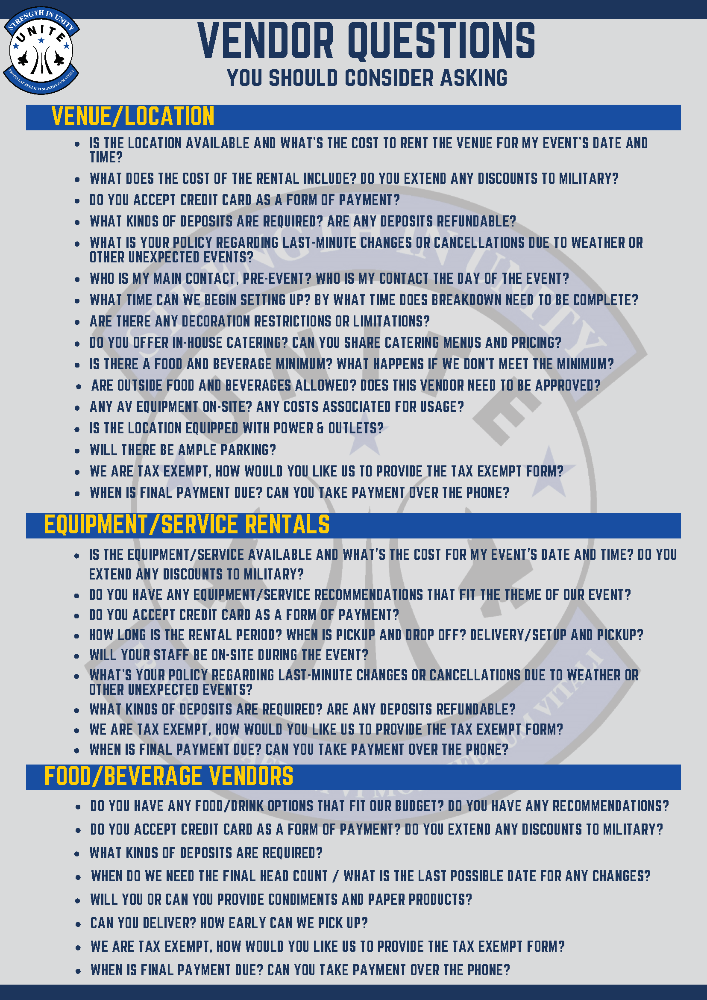 STRENGTH IN UNITY
UNITE
PROPELLAT AEREM VI MORTIFERUM VITALI
VENDOR QUESTIONS
YOU SHOULD CONSIDER ASKING
VENUE/LOCATION
• IS THE LOCATION AVAILABLE AND WHAT'S THE COST TO RENT THE VENUE FOR MY EVENT'S DATE AND
TIME?
• WHAT DOES THE COST OF THE RENTAL INCLUDE? DO YOU EXTEND ANY DISCOUNTS TO MILITARY?
• DO YOU ACCEPT CREDIT CARD AS A FORM OF PAYMENT?
• WHAT KINDS OF DEPOSITS ARE REQUIRED? ARE ANY DEPOSITS REFUNDABLE?
• WHAT IS YOUR POLICY REGARDING LAST-MINUTE CHANGES OR CANCELLATIONS DUE TO WEATHER OR
OTHER UNEXPECTED EVENTS?
• WHO IS MY MAIN CONTACT, PRE-EVENT? WHO IS MY CONTACT THE DAY OF THE EVENT?
• WHAT TIME CAN WE BEGIN SETTING UP? BY WHAT TIME DOES BREAKDOWN NEED TO BE COMPLETE?
• ARE THERE ANY DECORATION RESTRICTIONS OR LIMITATIONS?
• DO YOU OFFER IN-HOUSE CATERING? CAN YOU SHARE CATERING MENUS AND PRICING?
• IS THERE A FOOD AND BEVERAGE MINIMUM? WHAT HAPPENS IF WE DON'T MEET THE MINIMUM?
• ARE OUTSIDE FOOD AND BEVERAGES ALLOWED? DOES THIS VENDOR NEED TO BE APPROVED?
• ANY AV EQUIPMENT ON-SITE? ANY COSTS ASSOCIATED FOR USAGE?
• IS THE LOCATION EQUIPPED WITH POWER & OUTLETS?
• WILL THERE BE AMPLE PARKING?
• WE ARE TAX EXEMPT, HOW WOULD YOU LIKE US TO PROVIDE THE TAX EXEMPT FORM?
• WHEN IS FINAL PAYMENT DUE? CAN YOU TAKE PAYMENT OVER THE PHONE?
EQUIPMENT/SERVICE RENTALS
• IS THE EQUIPMENT/SERVICE AVAILABLE AND WHAT'S THE COST FOR MY EVENT'S DATE AND TIME? DO YOU
EXTEND ANY DISCOUNTS TO MILITARY?
• DO YOU HAVE ANY EQUIPMENT/SERVICE RECOMMENDATIONS THAT FIT THE THEME OF OUR EVENT?
• DO YOU ACCEPT CREDIT CARD AS A FORM OF PAYMENT?
• HOW LONG IS THE RENTAL PERIOD? WHEN IS PICKUP AND DROP OFF? DELIVERY/SETUP AND PICKUP?
• WILL YOUR STAFF BE ON-SITE DURING THE EVENT?
• WHAT'S YOUR POLICY REGARDING LAST-MINUTE CHANGES OR CANCELLATIONS DUE TO WEATHER OR
OTHER UNEXPECTED EVENTS?
• WHAT KINDS OF DEPOSITS ARE REQUIRED? ARE ANY DEPOSITS REFUNDABLE?
• WE ARE TAX EXEMPT, HOW WOULD YOU LIKE US TO PROVIDE THE TAX EXEMPT FORM?
• WHEN IS FINAL PAYMENT DUE? CAN YOU TAKE PAYMENT OVER THE PHONE?
FOOD/BEVERAGE VENDORS
• DO YOU HAVE ANY FOOD/DRINK OPTIONS THAT FIT OUR BUDGET? DO YOU HAVE ANY RECOMMENDATIONS?
• DO YOU ACCEPT CREDIT CARD AS A FORM OF PAYMENT? DO YOU EXTEND ANY DISCOUNTS TO MILITARY?
• WHAT KINDS OF DEPOSITS ARE REQUIRED?
• WHEN DO WE NEED THE FINAL HEAD COUNT / WHAT IS THE LAST POSSIBLE DATE FOR ANY CHANGES?
• WILL YOU OR CAN YOU PROVIDE CONDIMENTS AND PAPER PRODUCTS?
• CAN YOU DELIVER? HOW EARLY CAN WE PICK UP?
• WE ARE TAX EXEMPT, HOW WOULD YOU LIKE US TO PROVIDE THE TAX EXEMPT FORM?
• WHEN IS FINAL PAYMENT DUE? CAN YOU TAKE PAYMENT OVER THE PHONE?